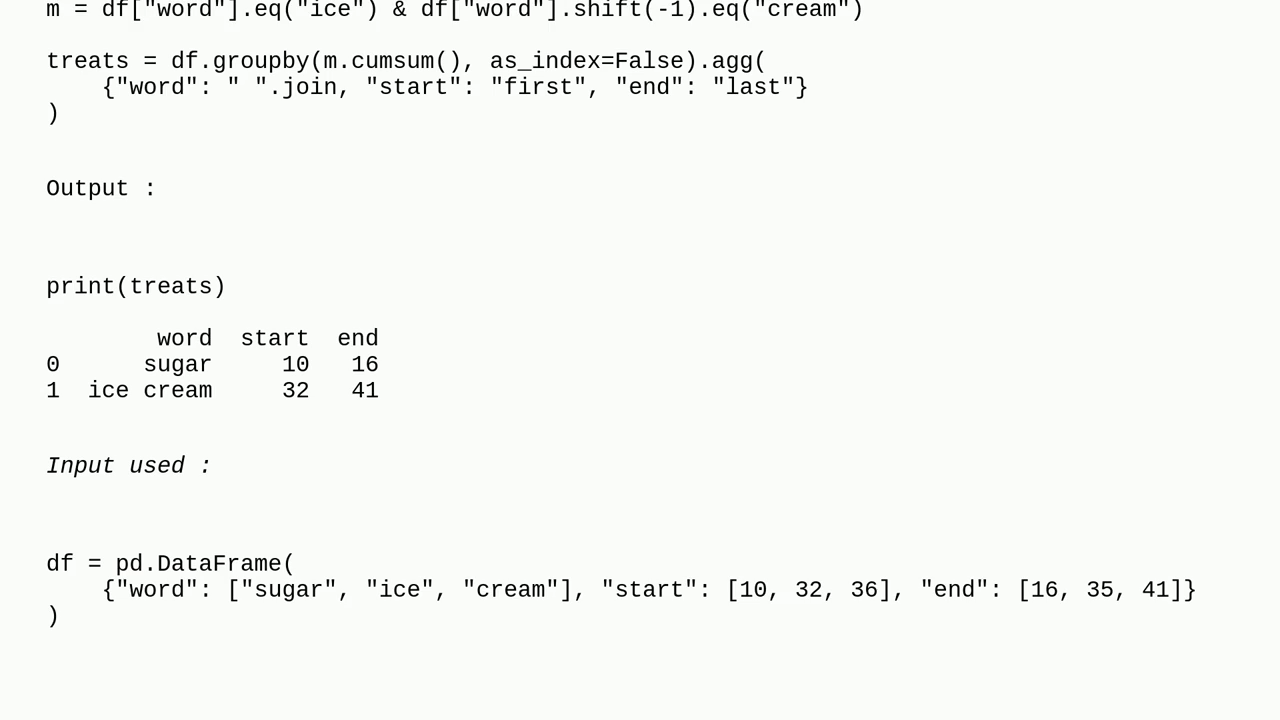 m = df["word"].eq("ice") & df["word"].shift(-1).eq("cream")
treats = df.groupby(m.cumsum(), as_index=False).agg(
    {"word": " ".join, "start": "first", "end": "last"}
)
Output :
print(treats)
        word  start  end
0      sugar     10   16
1  ice cream     32   41
Input used :
df = pd.DataFrame(
    {"word": ["sugar", "ice", "cream"], "start": [10, 32, 36], "end": [16, 35, 41]}
)